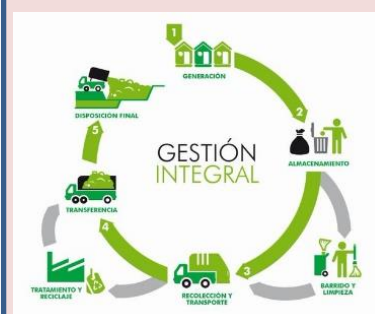 1
GENERACIÓN
2
ALMACENAMIENTO
BARRIDO Y
LIMPIEZA
3
RECOLECCIÓN Y
TRANSPORTE
TRATAMIENTO Y
RECICLAJE
4
TRANSFERENCIA
5
DISPOSICIÓN FINAL
GESTIÓN
INTEGRAL